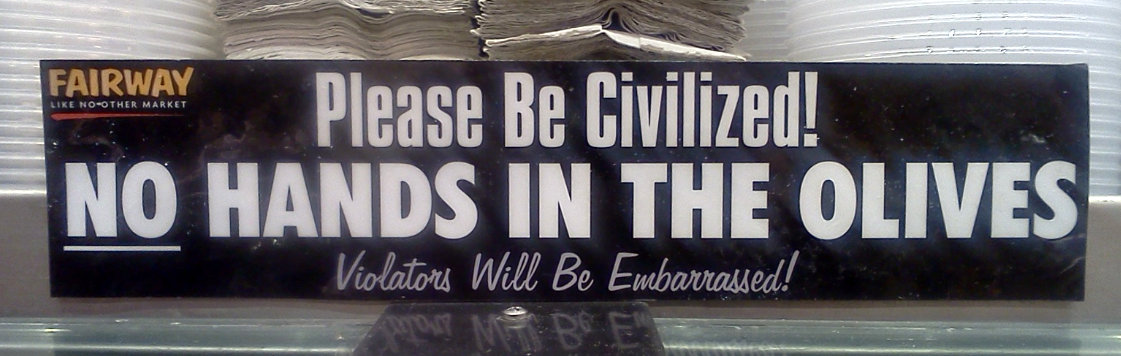 FAIRWAY
LIKE NO OTHER MARKET
Please Be Civilized!
NO HANDS IN THE OLIVES
Violators Will Be Embarrassed!